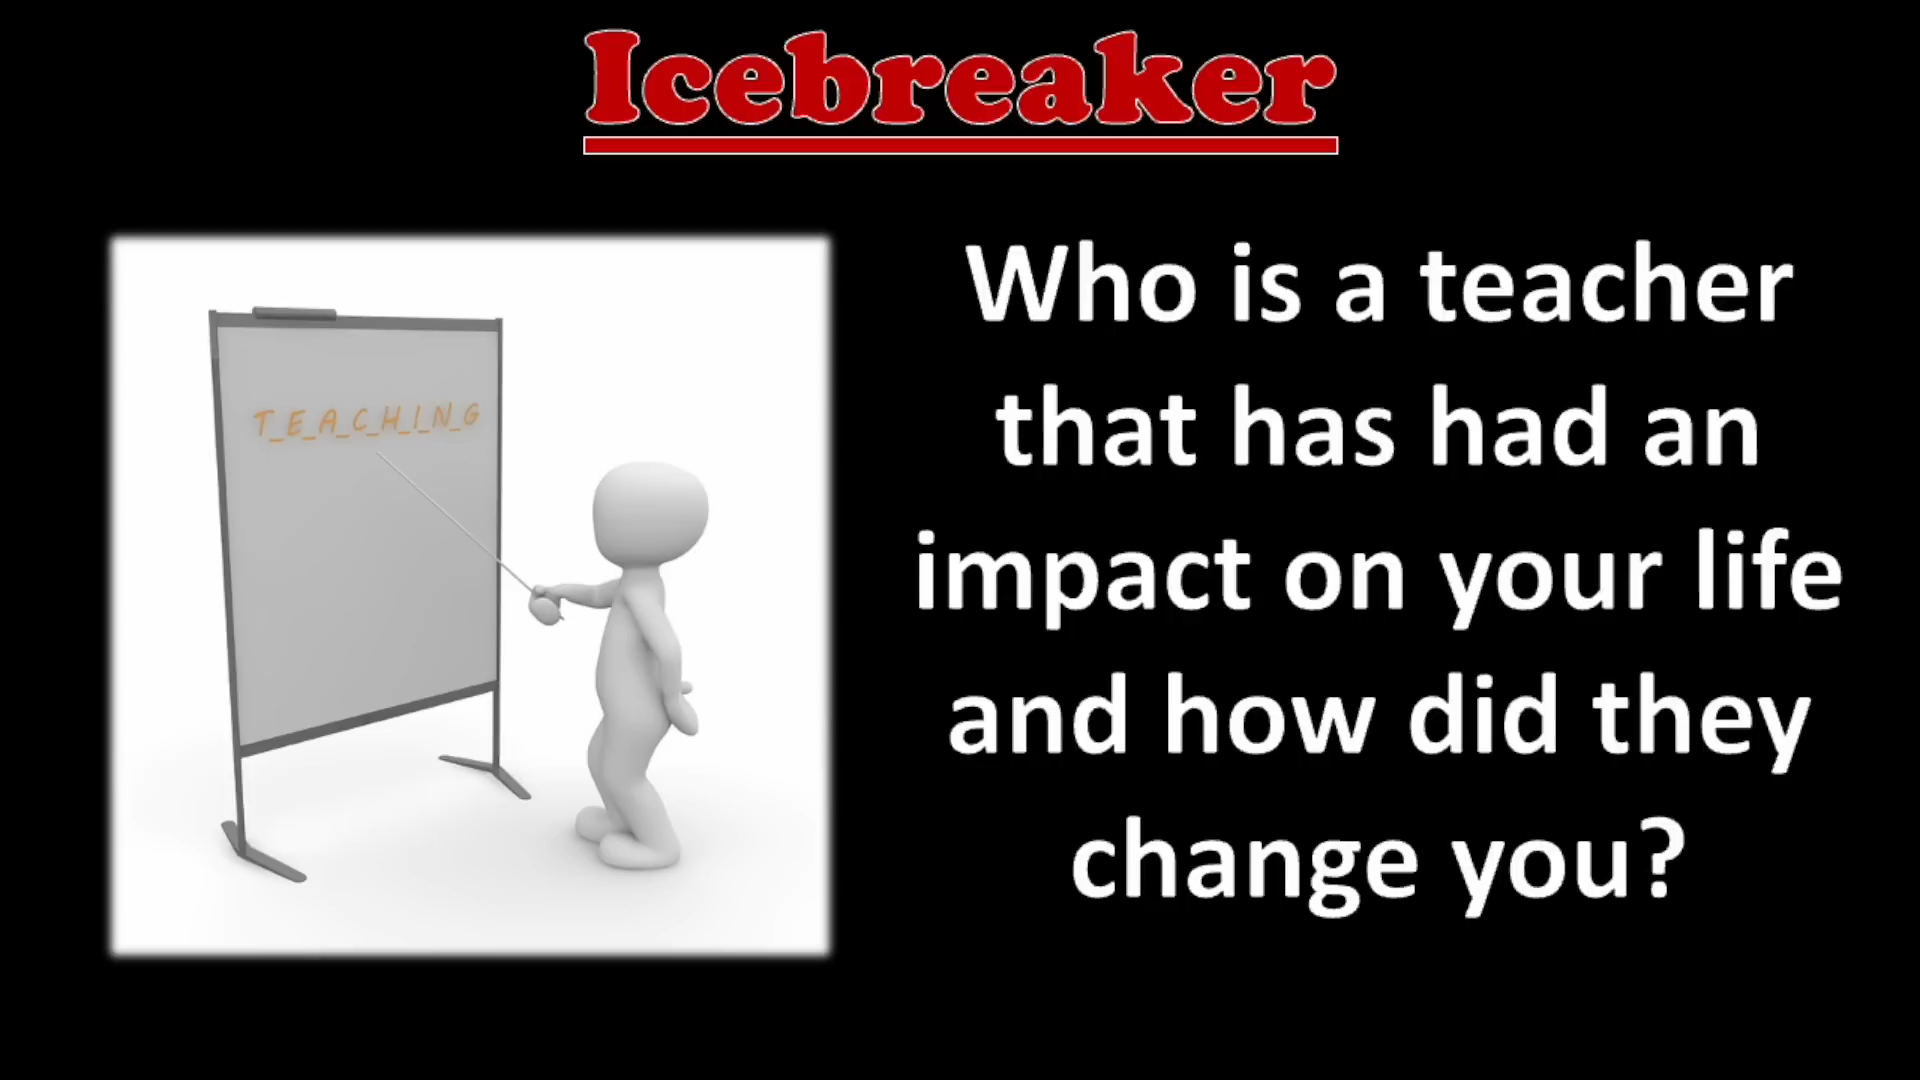 Icebreaker
T_E_A_C_H_I_N_G
Who is a teacher
that has had an
impact on your life
and how did they
change you?